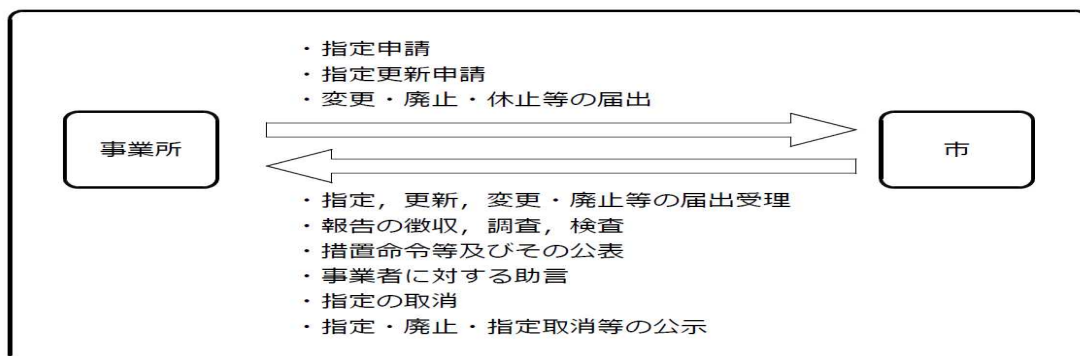 ・指定申請
・指定更新申請
・変更・廃止・休止等の届出
事業所
市
・指定，更新，変更・廃止等の届出受理
・報告の徴収，調査，検査
・措置命令等及びその公表
・事業者に対する助言
・指定の取消
・指定・廃止・指定取消等の公示